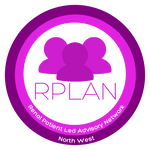 RPLAN
Renal Patient Led Advisory Network
North West